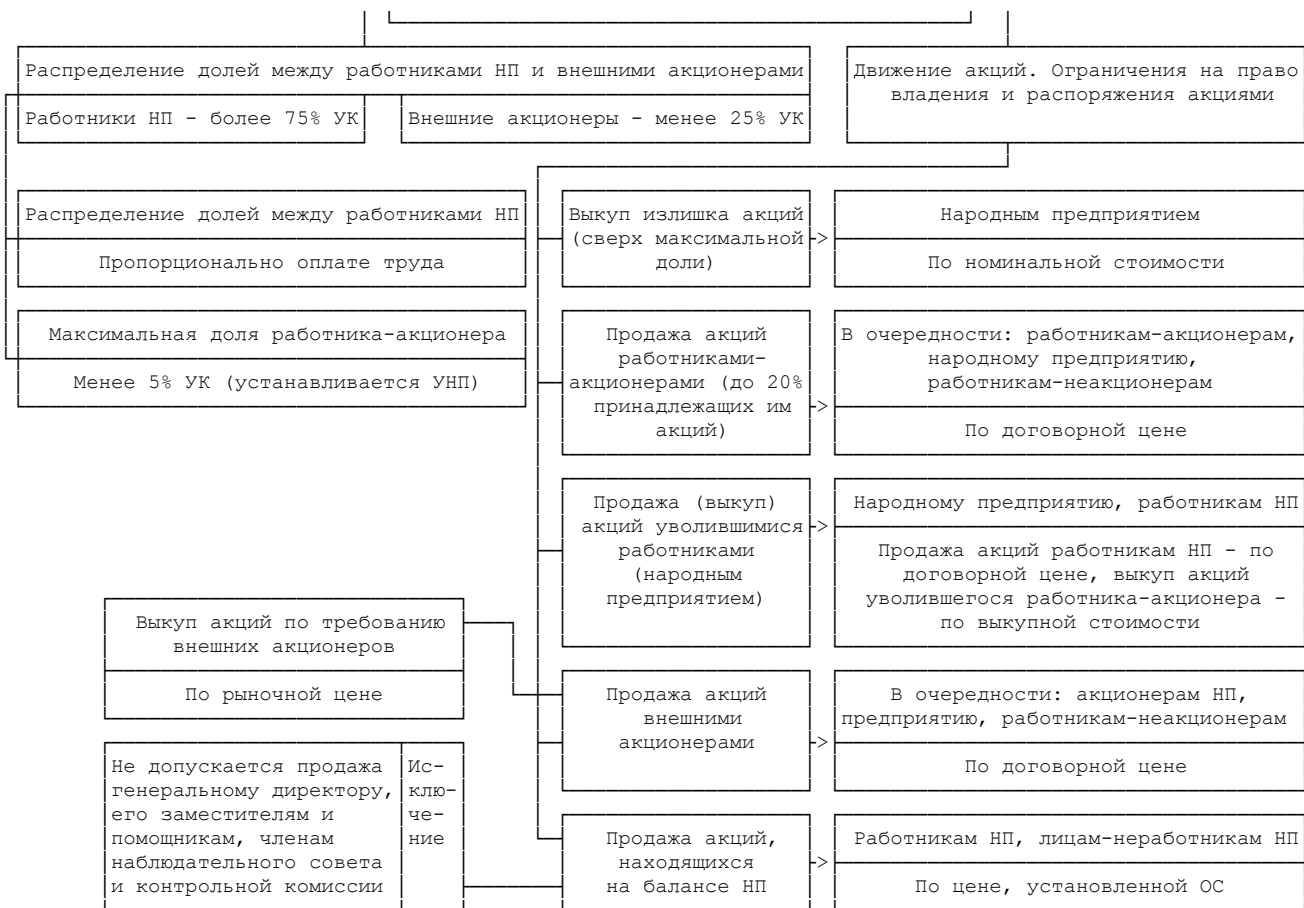 Распределение долей между работниками НП и внешними акционерами
Работники НП - более 75% УК
Внешние акционеры - менее 25% УК
Движение акций. Ограничения на право
владения и распоряжения акциями
Распределение долей между работниками НП
Пропорционально оплате труда
Выкуп излишка акций
(сверх максимальной
доли)
Народным предприятием
По номинальной стоимости
Максимальная доля работника-акционера
Менее 5% УК (устанавливается УНП)
Продажа акций
работниками-
акционерами (до 20%
принадлежащих им
акций)
В очередности: работникам-акционерам,
народному предприятию,
работникам-неакционерам
По договорной цене
Продажа (выкуп)
акций уволившимися
работниками
(народным
предприятием)
Народному предприятию, работникам НП
Продажа акций работникам НП - по
договорной цене, выкуп акций
уволившегося работника-акционера -
по выкупной стоимости
Выкуп акций по требованию
внешних акционеров
По рыночной цене
Продажа акций
внешними
акционерами
В очередности: акционерам НП,
предприятию, работникам-неакционерам
По договорной цене
Не допускается продажа
генеральному директору,
его заместителям и
помощникам, членам
наблюдательного совета
и контрольной комиссии
Ис-
клю-
че-
ние
Продажа акций,
находящихся
на балансе НП
Работникам НП, лицам-неработникам НП
По цене, установленной ОС